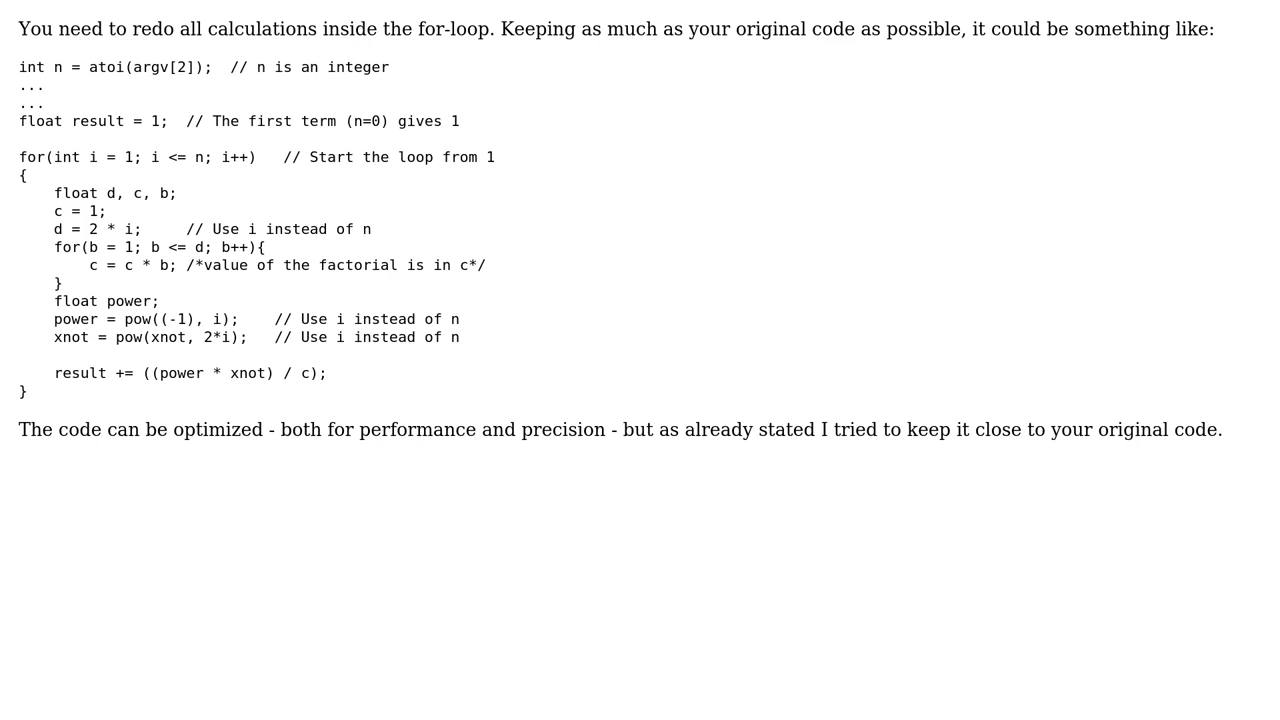 You need to redo all calculations inside the for-loop. Keeping as much as your original code as possible, it could be something like:
int n = atoi(argv[2]);  // n is an integer
...
...
float result = 1;  // The first term (n=0) gives 1
for(int i = 1; i <= n; i++)   // Start the loop from 1
{
    float d, c, b;
    c = 1;
    d = 2 * i;     // Use i instead of n
    for(b = 1; b <= d; b++){
        c = c * b; /*value of the factorial is in c*/
    }
    float power;
    power = pow((-1), i);    // Use i instead of n
    xnot = pow(xnot, 2*i);   // Use i instead of n
    result += ((power * xnot) / c);
}
The code can be optimized - both for performance and precision - but as already stated I tried to keep it close to your original code.